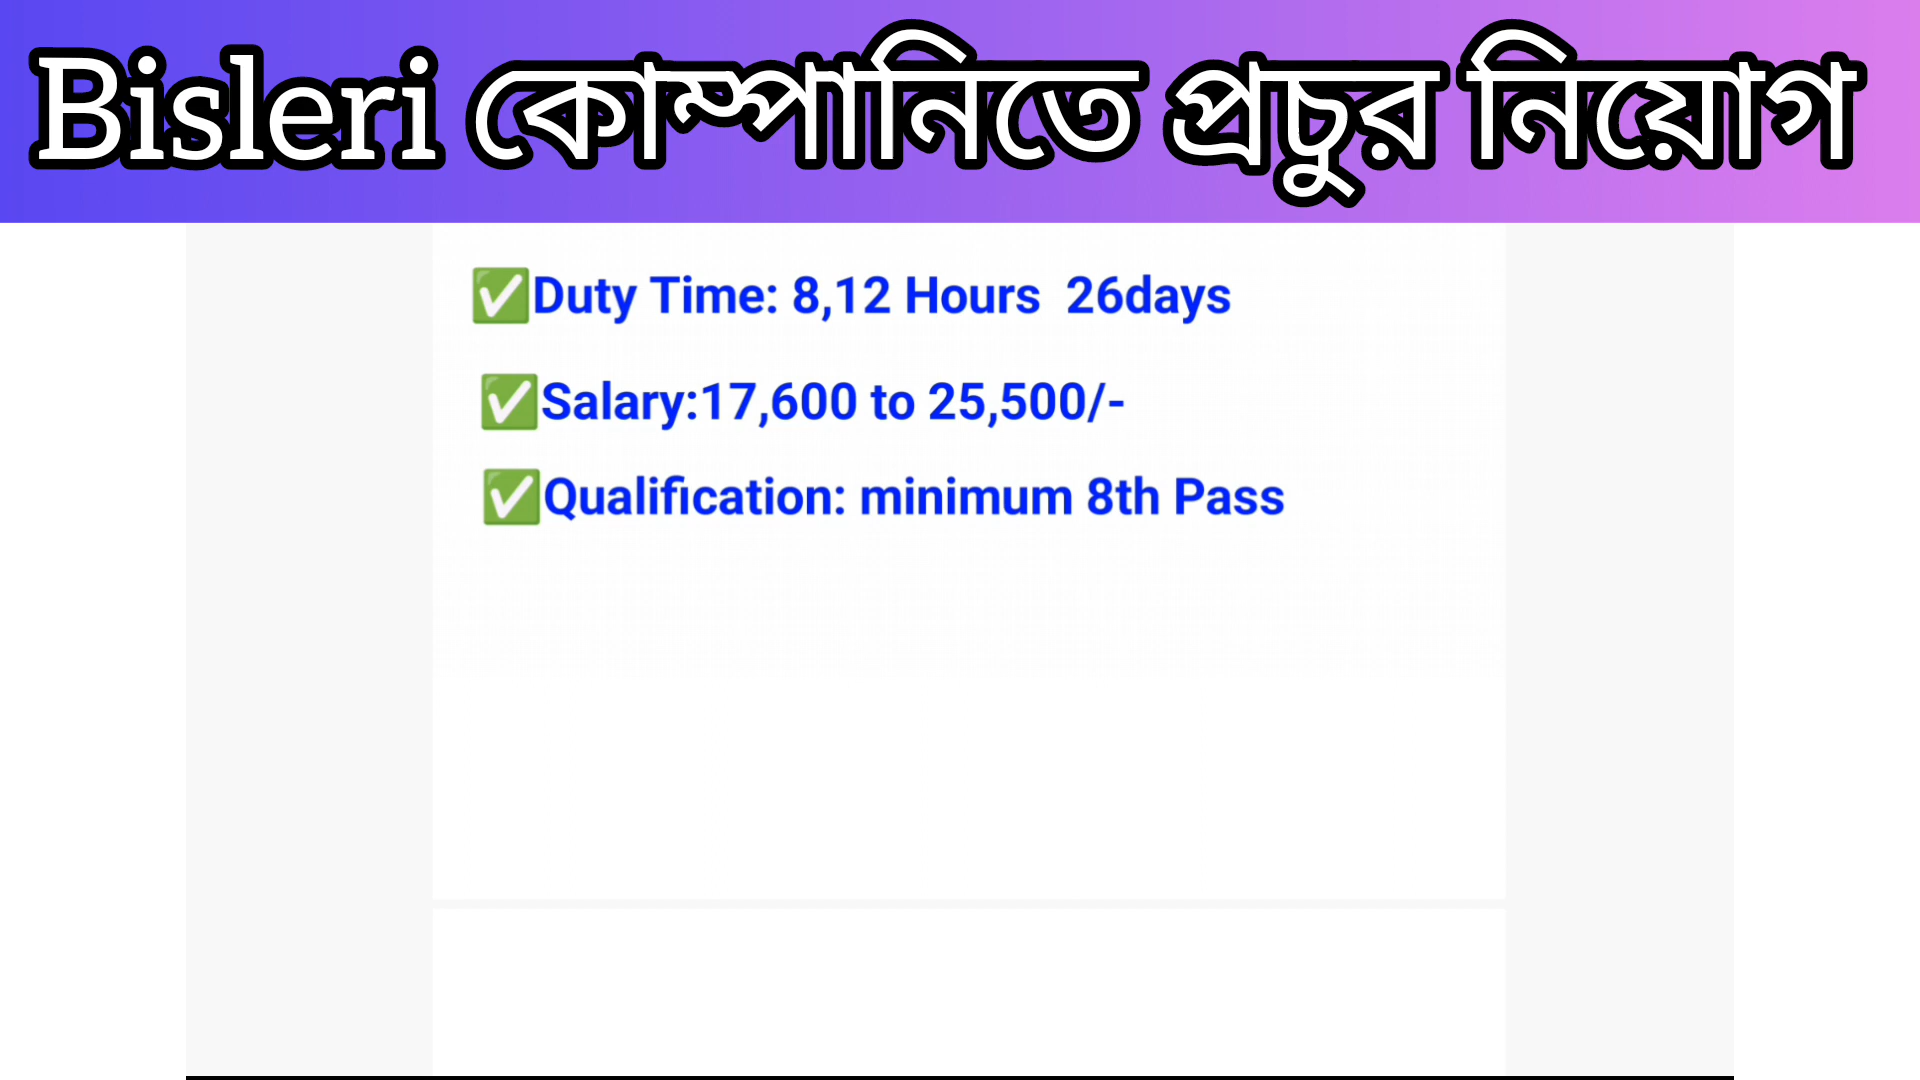 Bisleri কোম্পানিতে প্রচুর নিয়োগ
✅Duty Time: 8,12 Hours  26days
✅Salary:17,600 to 25,500/-
✅Qualification: minimum 8th Pass